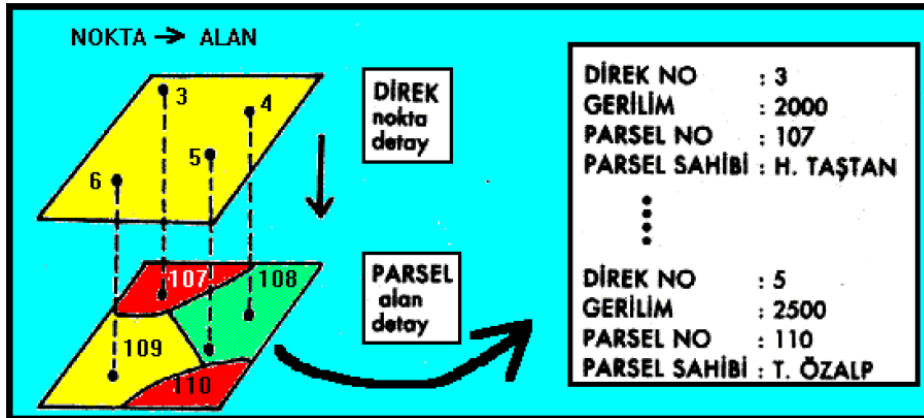 NOKTA → ALAN
3
4
5
6
DİREK
nokta
detay
107
108
109
110
PARSEL
alan
detay
DİREK NO : 3
GERİLİM : 2000
PARSEL NO : 107
PARSEL SAHİBİ : H. TAŞTAN
DİREK NO : 5
GERİLİM : 2500
PARSEL NO : 110
PARSEL SAHİBİ : T. ÖZALP